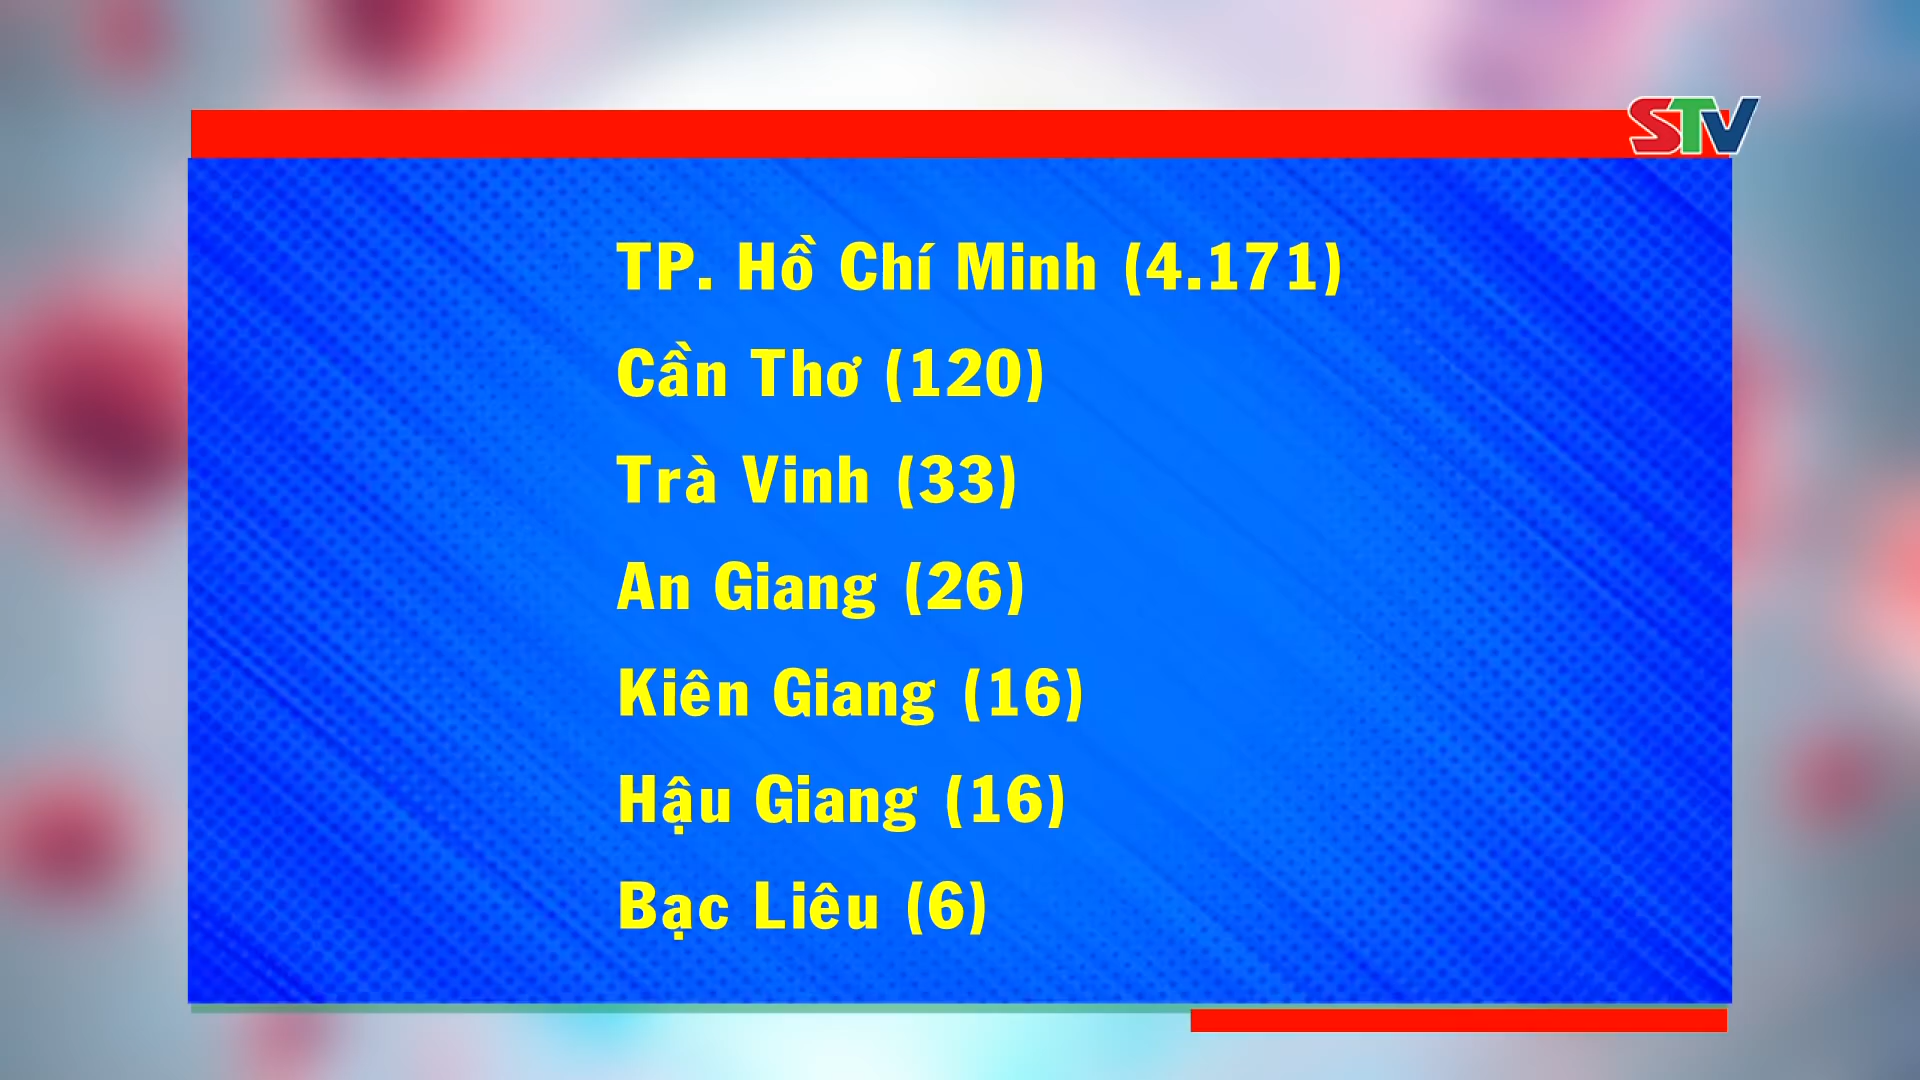 STV
TP. Hồ Chí Minh (4.171)
Cần Thơ (120)
Trà Vinh (33)
An Giang (26)
Kiên Giang (16)
Hậu Giang (16)
Bạc Liêu (6)